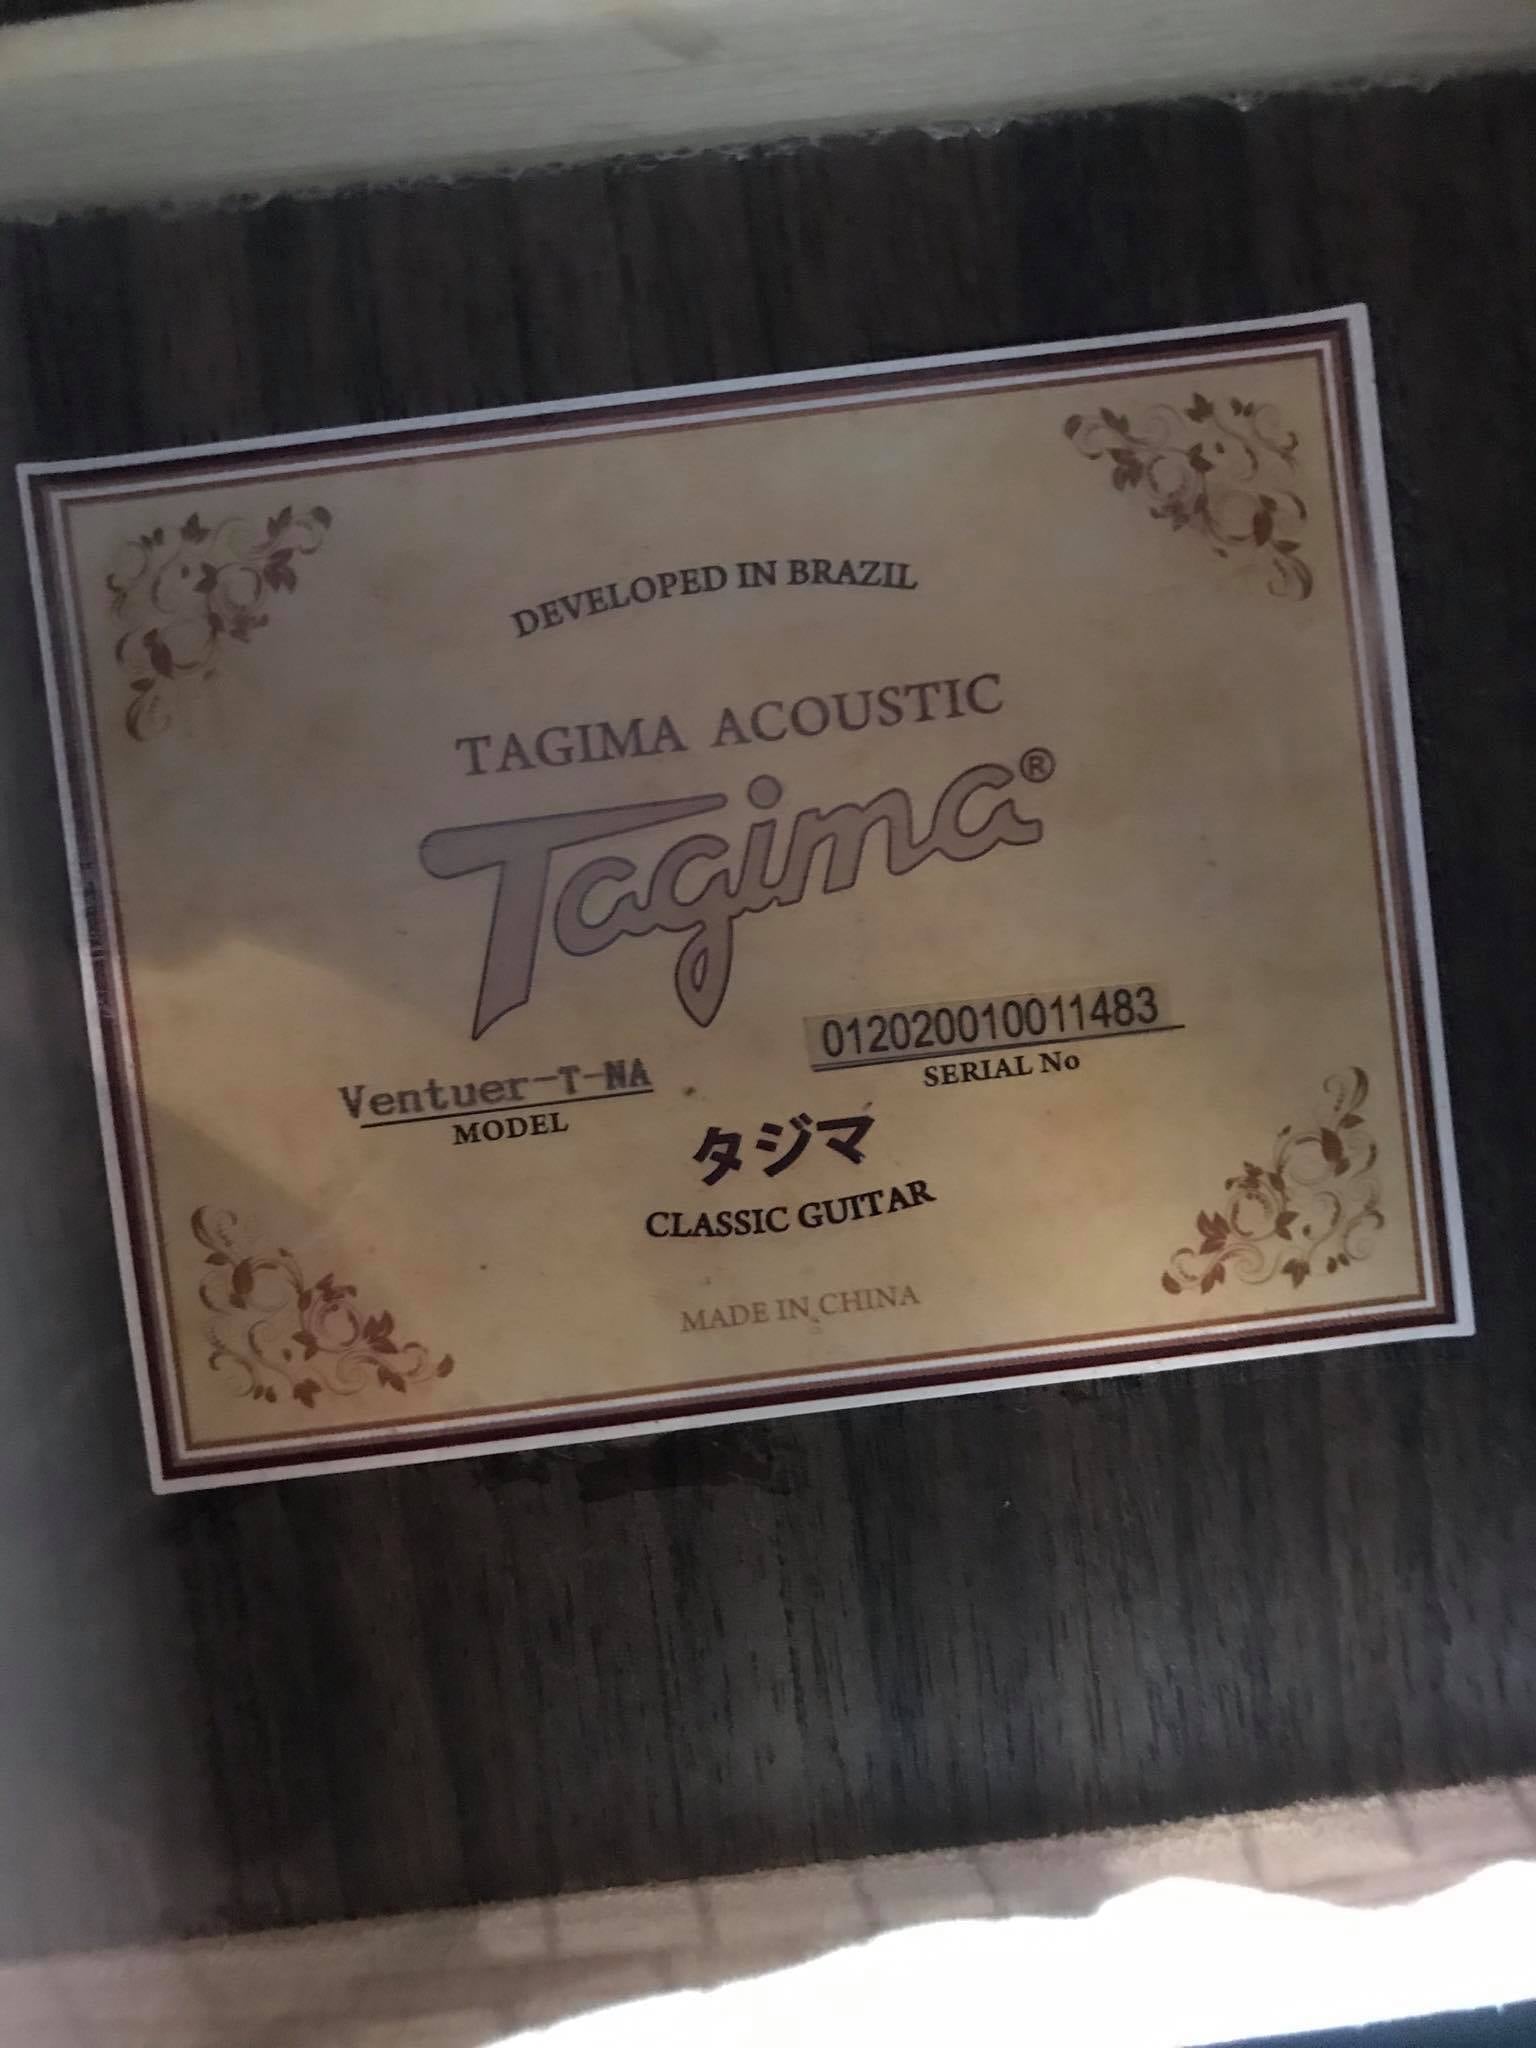 DEVELOPED IN BRAZIL
TAGIMA ACOUSTIC
Tagima®
Ventuer-T-NA
MODEL
012020010011483
SERIAL No
タジマ
CLASSIC GUITAR
MADE IN CHINA